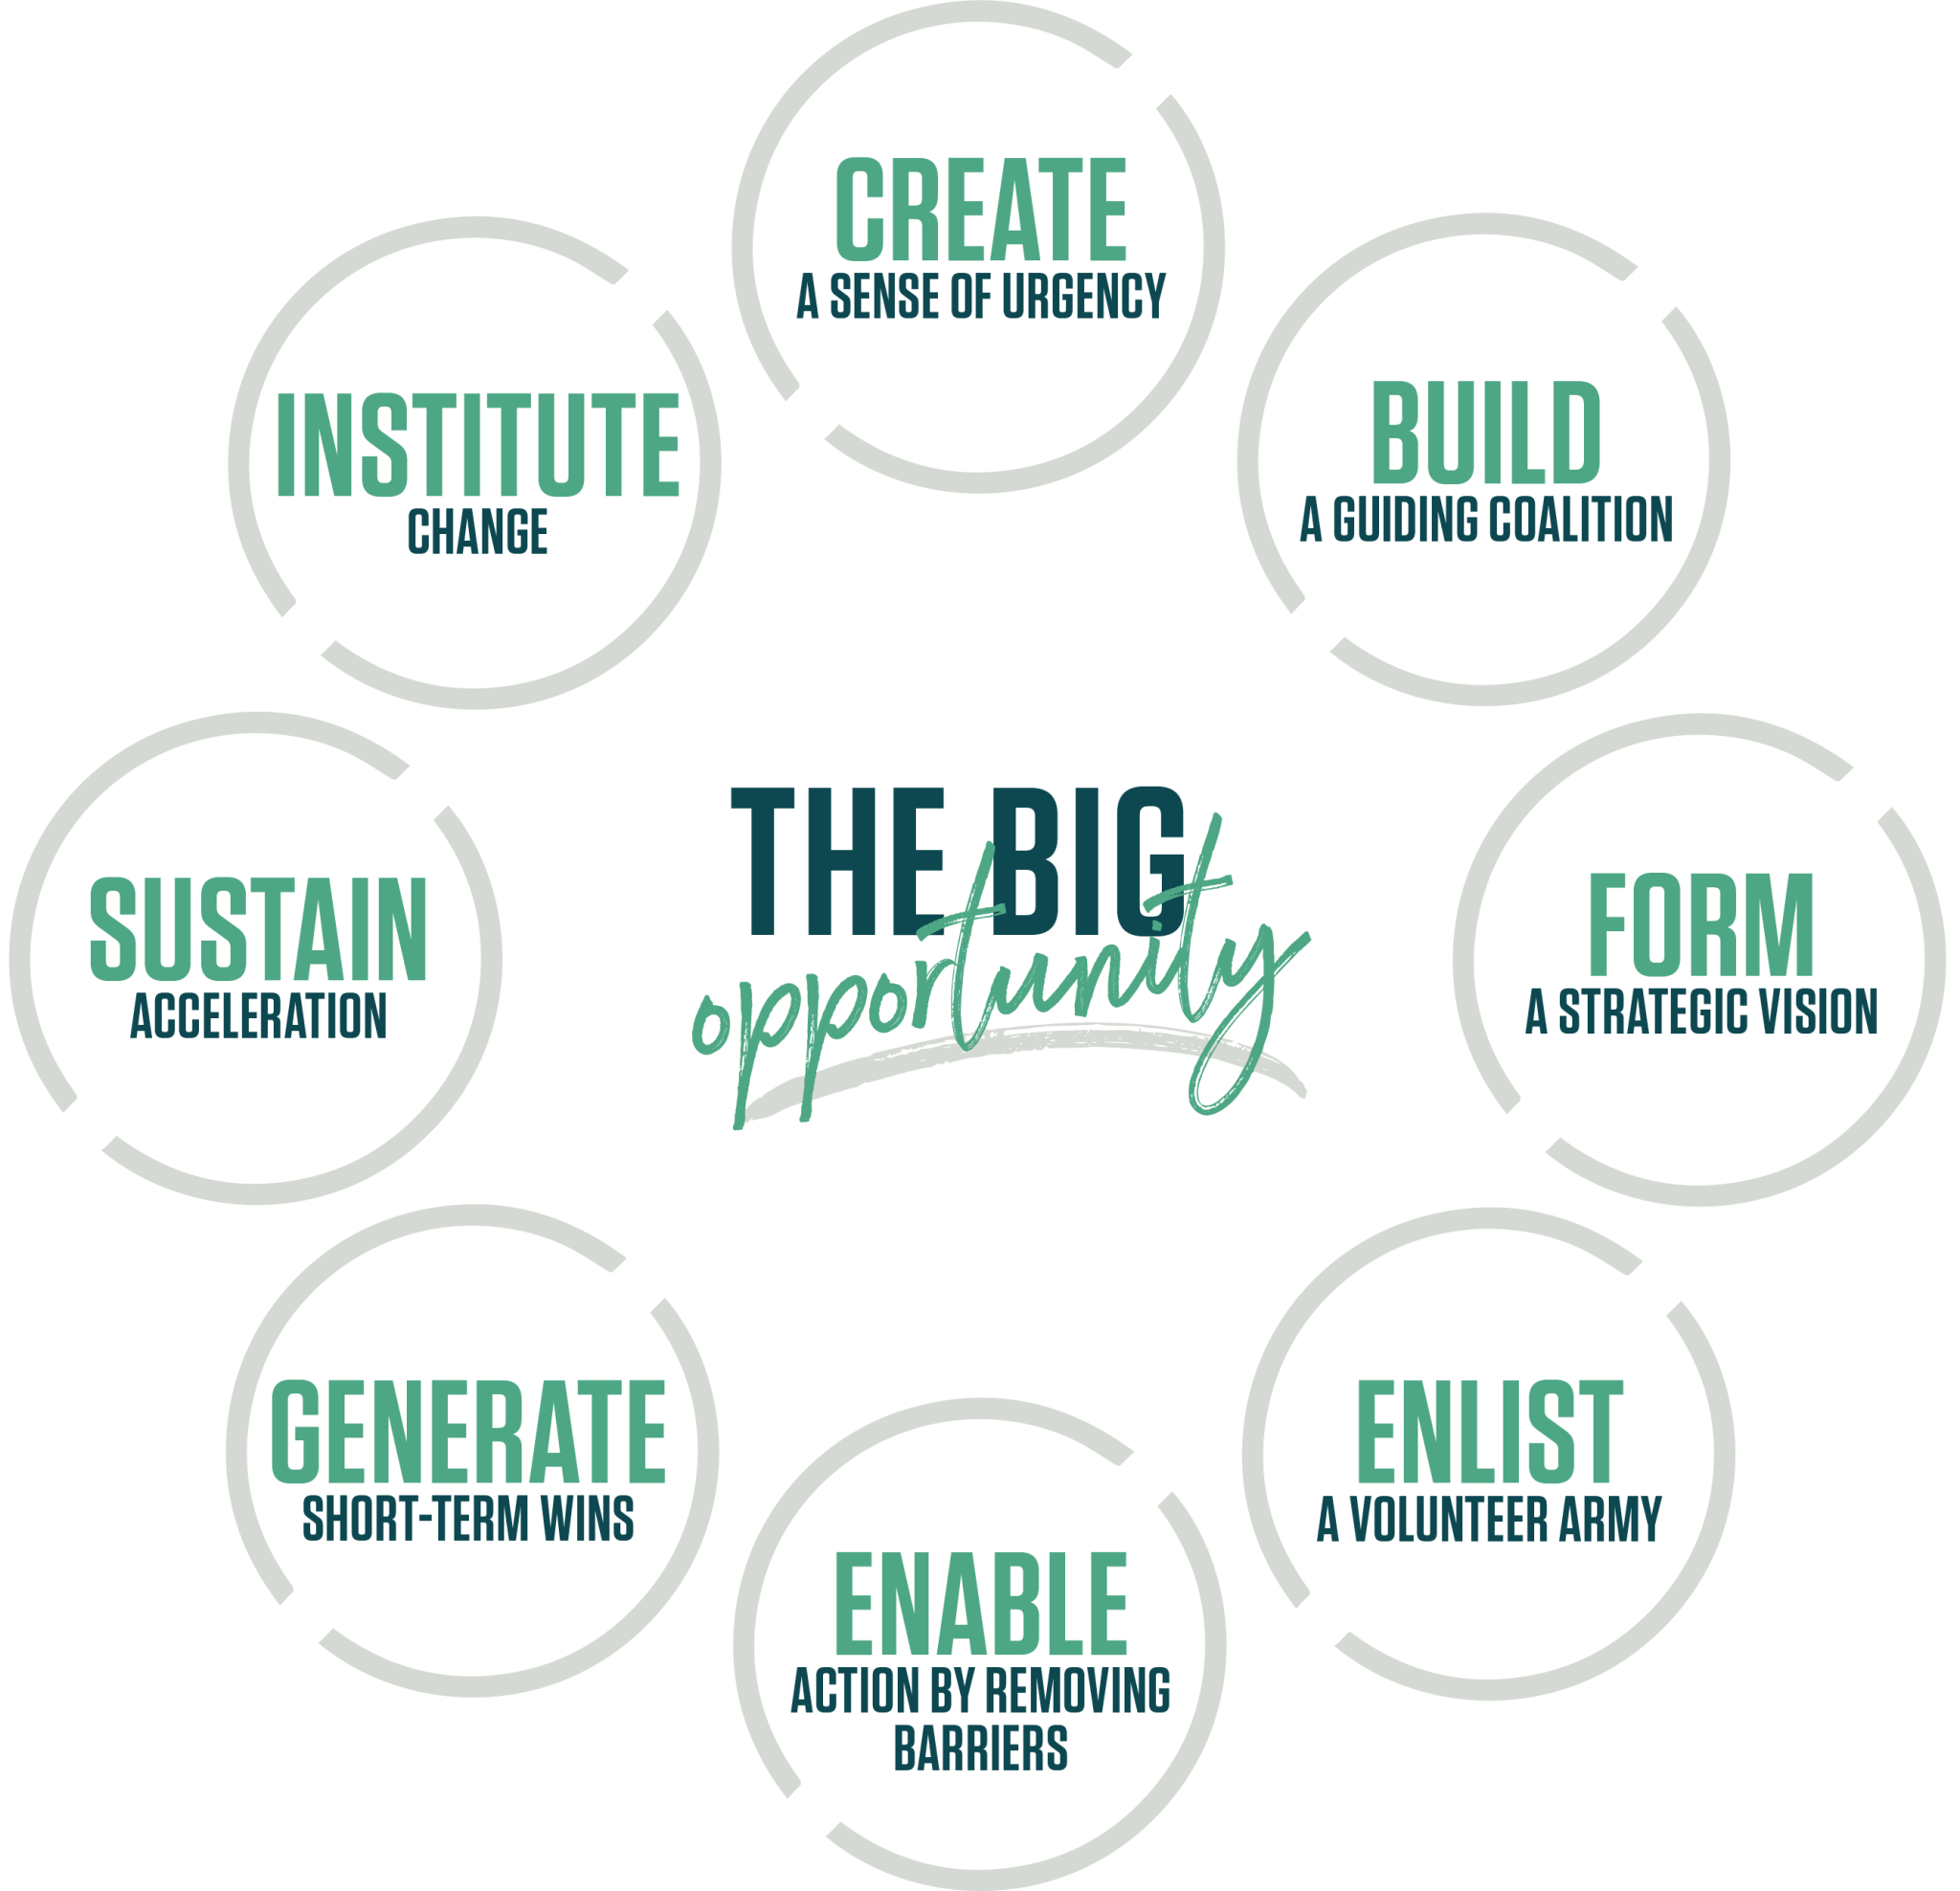 CREATE
A SENSE OF URGENCY
BUILD
A GUIDING COALITION
FORM
A STRATEGIC VISION
ENLIST
A VOLUNTEER ARMY
ENABLE
ACTION BY REMOVING
BARRIERS
GENERATE
SHORT-TERM WINS
SUSTAIN
ACCELERATION
INSTITUTE
CHANGE
THE BIG
opportunity